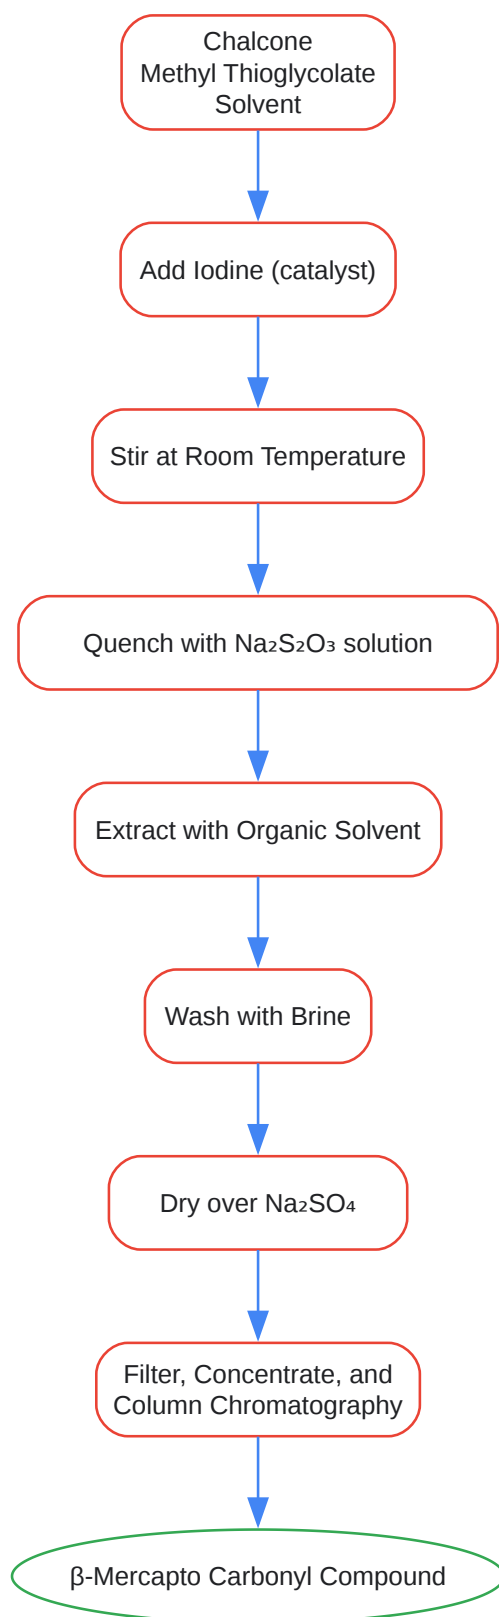 Chalcone
Methyl Thioglycolate
Solvent
Add Iodine (catalyst)
Stir at Room Temperature
Quench with Na₂S₂O₃ solution
Extract with Organic Solvent
Wash with Brine
Dry over Na₂SO₄
Filter, Concentrate, and
Column Chromatography
β-Mercapto Carbonyl Compound